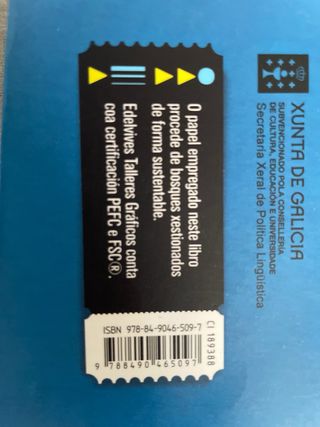 XUNTA DE GALICIA
SUBVENCIONADO POLA CONSELLERÍA
DE CULTURA, EDUCACIÓN E UNIVERSIDADE
Secretaría Xeral de Política Lingüística
O papel empregado neste libro
procede de bosques xestionados
de forma sustentable.
Edelvives Talleres Gráficos conta
coa certificación PEFC e FSC®.
ISBN 978-84-9046-509-7
9 788490 465097
CI 189388